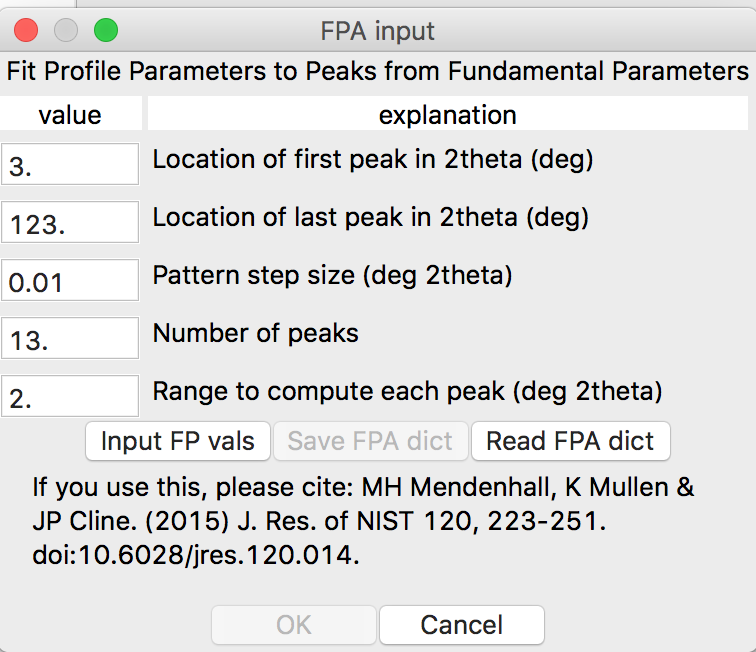 FPA input
Fit Profile Parameters to Peaks from Fundamental Parameters
value explanation
3. Location of first peak in 2theta (deg)
123. Location of last peak in 2theta (deg)
0.01 Pattern step size (deg 2theta)
13. Number of peaks
2. Range to compute each peak (deg 2theta)
Input FP vals Save FPA dict Read FPA dict
If you use this, please cite: MH Mendenhall, K Mullen &
JP Cline. (2015) J. Res. of NIST 120, 223-251.
doi:10.6028/jres.120.014.
OK Cancel